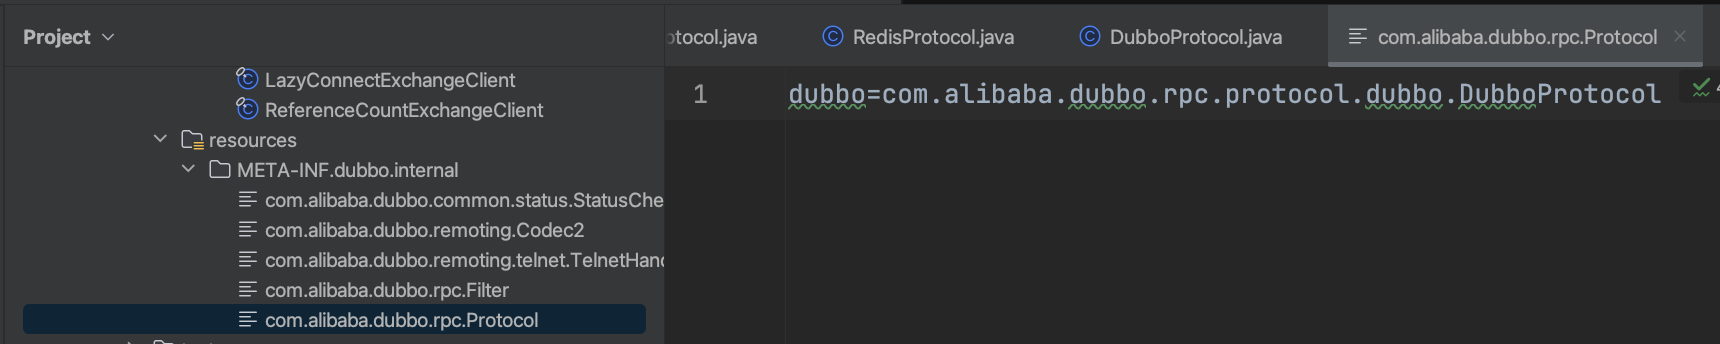 Project
otocol.java
RedisProtocol.java
DubboProtocol.java
com.alibaba.dubbo.rpc.Protocol
LazyConnectExchangeClient
ReferenceCountExchangeClient
resources
META-INF.dubbo.internal
com.alibaba.dubbo.common.status.StatusChe
com.alibaba.dubbo.remoting.Codec2
com.alibaba.dubbo.remoting.telnet.TelnetHand
com.alibaba.dubbo.rpc.Filter
com.alibaba.dubbo.rpc.Protocol
1 dubbo=com.alibaba.dubbo.rpc.protocol.dubbo.DubboProtocol